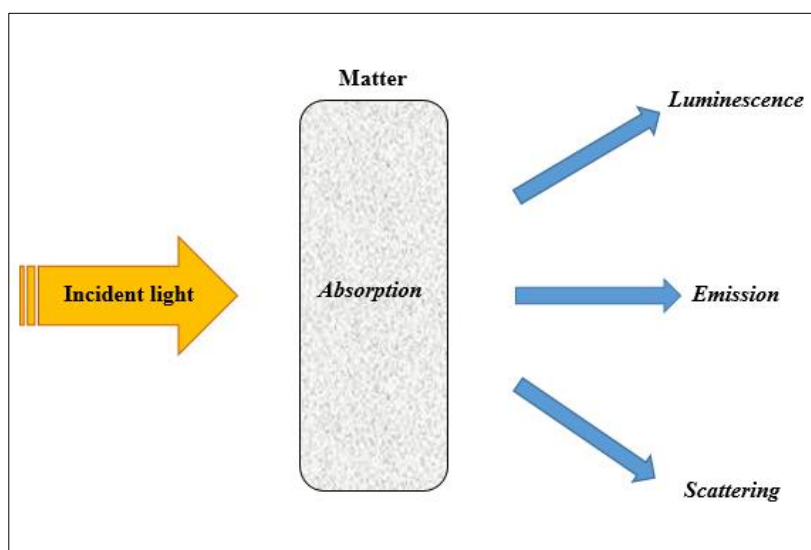 Matter
Luminescence
Incident light
Absorption
Emission
Scattering